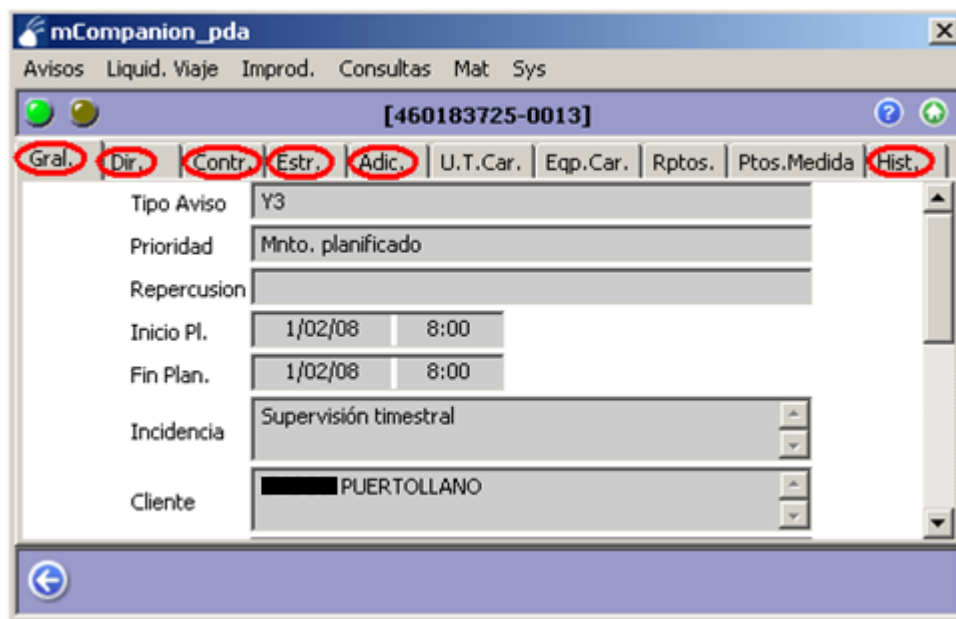 mCompanion_pda
Avisos Liquid. Viaje Improd. Consultas Mat Sys
[460183725-0013]
Gral. Dir. Contr. Estr. Adic. U.T.Car. Eqp.Car. Rptos. Ptos.Medida Hist.
Tipo Aviso Y3
Prioridad Mnto. planificado
Repercusion
Inicio Pl. 1/02/08 8:00
Fin Plan. 1/02/08 8:00
Incidencia Supervisión timestral
Cliente PUERTOLLANO